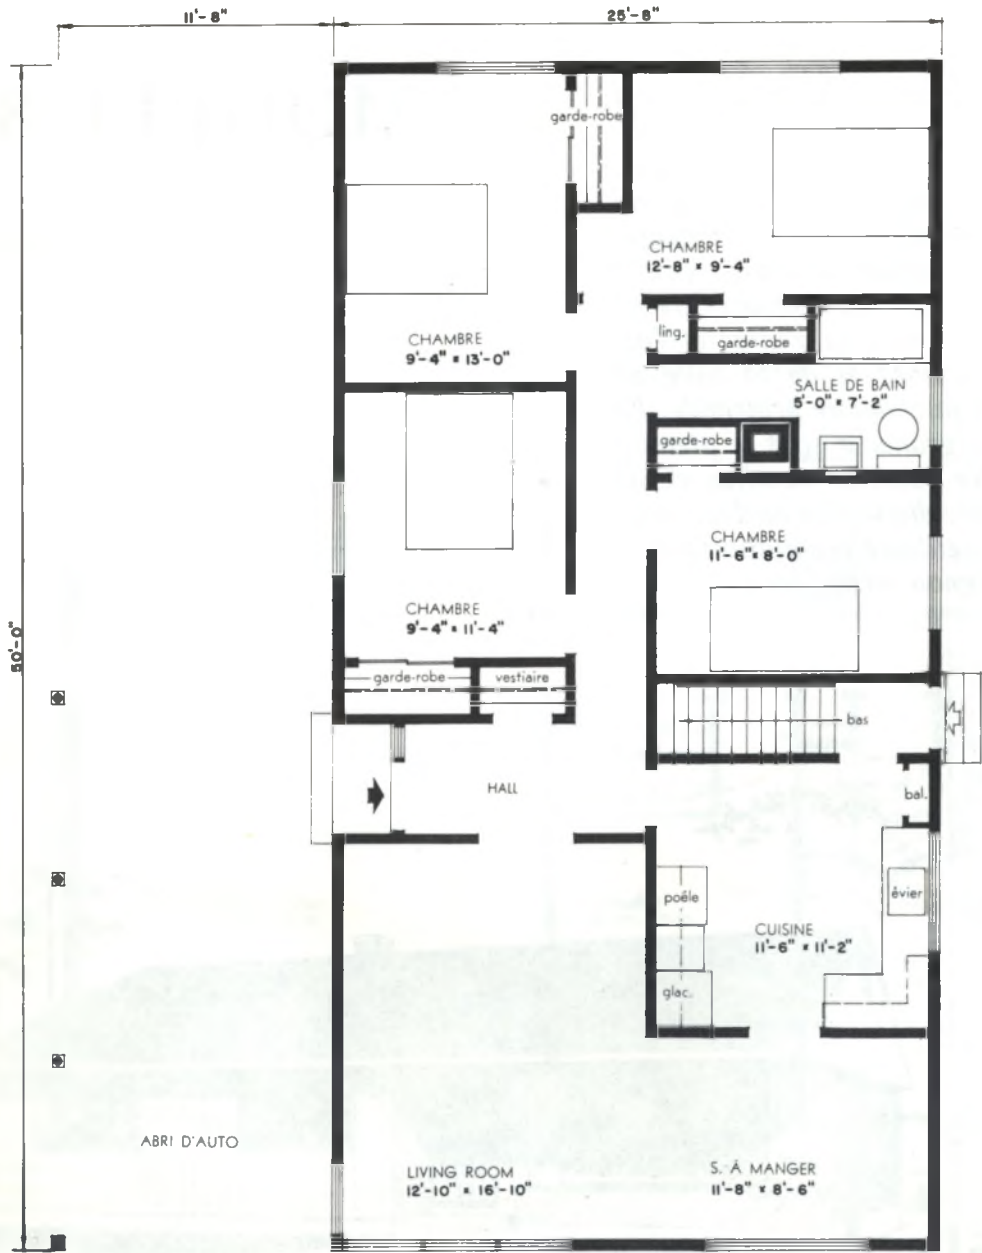 11'-8"
25'-8"
50'-0"
garde-robe
CHAMBRE
12'-8" × 9'-4"
CHAMBRE
9'-4" × 13'-0"
ling.
garde-robe
SALLE DE BAIN
5'-0" × 7'-2"
garde-robe
CHAMBRE
11'-6" × 8'-0"
CHAMBRE
9'-4" × 11'-4"
garde-robe
vestiaire
bas
HALL
bal.
poêle
évier
CUISINE
11'-6" × 11'-2"
glac.
ABRI D'AUTO
LIVING ROOM
12'-10" × 16'-10"
S. À MANGER
11'-8" × 8'-6"